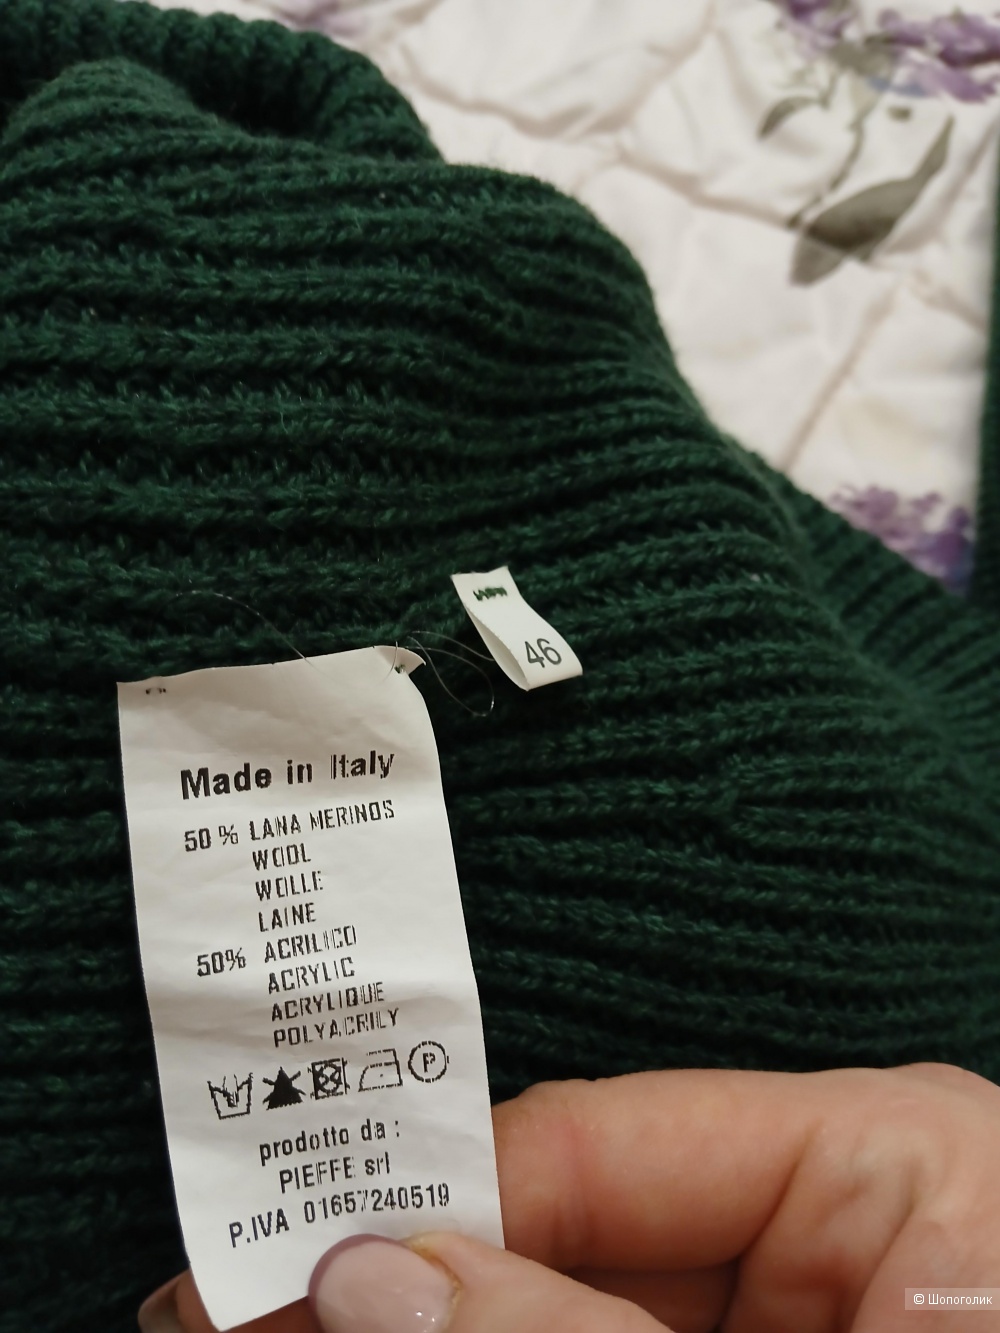 46
Made in Italy
50 % LANA MERINOS
WOOL
WOLLE
LAINE
50% ACRILICO
ACRYLIC
ACRYLIQUE
POLYACRILY
P
prodotto da :
PIEFFE srl
P.IVA 01657240519
© Шопоголик